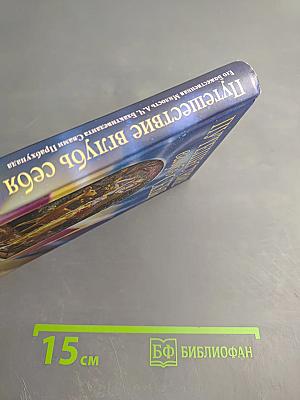 Путешествие вглубь себя
Его Божественная Милость А.Ч. Бхактиведанта Свами Прабхупада
15 см
БФ БИБЛИОФАН